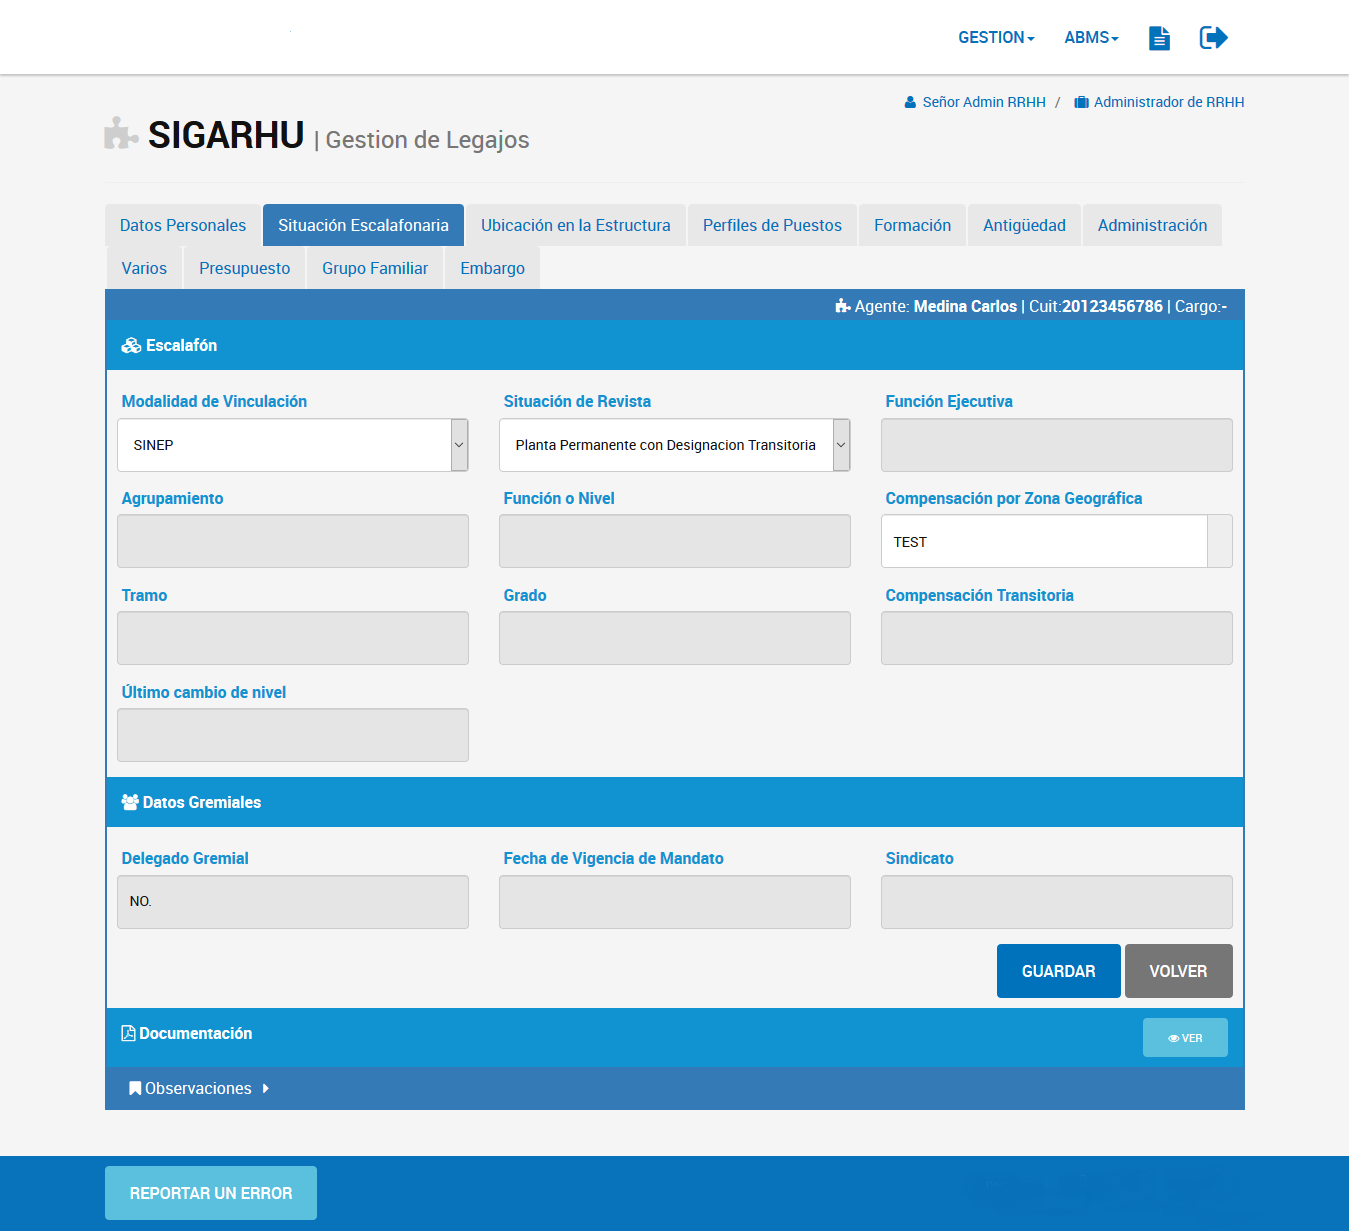 GESTION
ABMS
Señor Admin RRHH / Administrador de RRHH
SIGARHU | Gestion de Legajos
Datos Personales
Situación Escalafonaria
Ubicación en la Estructura
Perfiles de Puestos
Formación
Antigüedad
Administración
Varios
Presupuesto
Grupo Familiar
Embargo
Agente: Medina Carlos | Cuit:20123456786 | Cargo:-
Escalafón
Modalidad de Vinculación
Situación de Revista
Función Ejecutiva
SINEP
Planta Permanente con Designacion Transitoria
Agrupamiento
Función o Nivel
Compensación por Zona Geográfica
TEST
Tramo
Grado
Compensación Transitoria
Último cambio de nivel
Datos Gremiales
Delegado Gremial
Fecha de Vigencia de Mandato
Sindicato
NO.
GUARDAR
VOLVER
Documentación
VER
Observaciones
REPORTAR UN ERROR